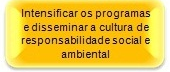 Intensificar os programas
e disseminar a cultura de
responsabilidade social e
ambiental